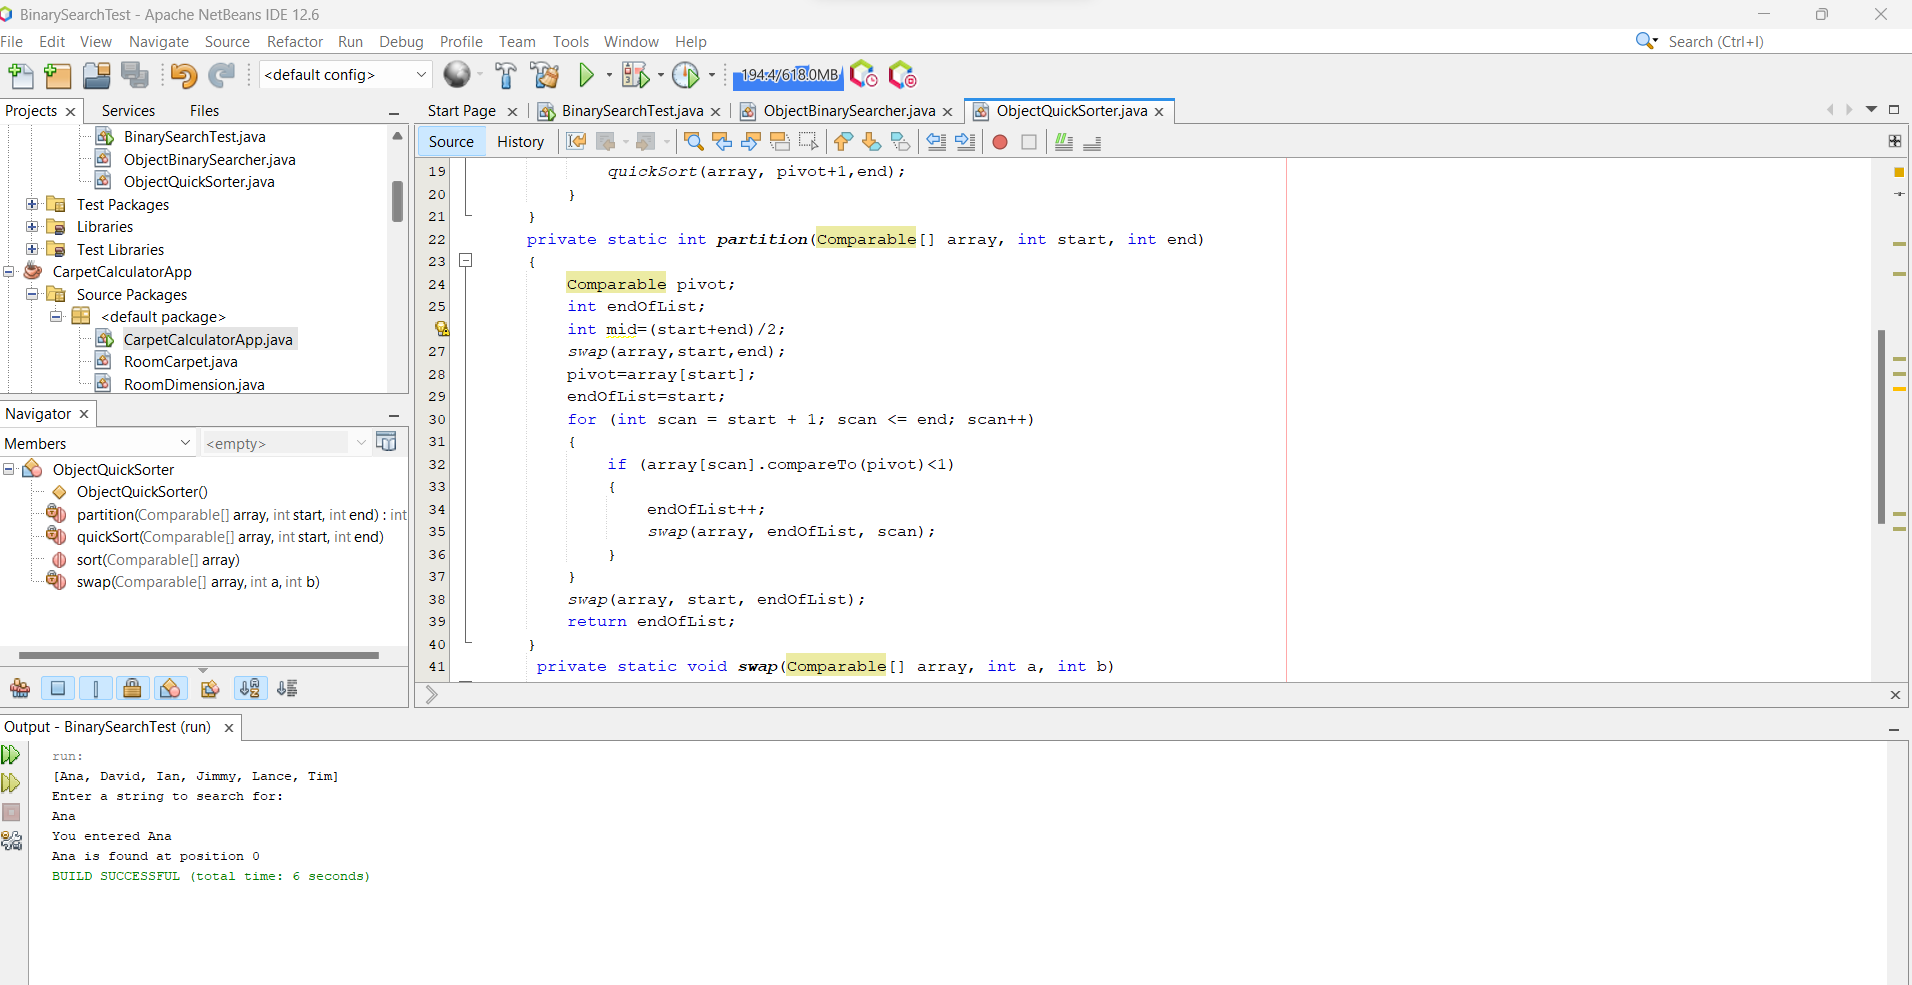 BinarySearchTest - Apache NetBeans IDE 12.6
File Edit View Navigate Source Refactor Run Debug Profile Team Tools Window Help
Search (Ctrl+I)
<default config>
194.4/618.0MB
Projects Services Files
BinarySearchTest.java
ObjectBinarySearcher.java
ObjectQuickSorter.java
Test Packages
Libraries
Test Libraries
CarpetCalculatorApp
Source Packages
<default package>
CarpetCalculatorApp.java
RoomCarpet.java
RoomDimension.java
Navigator
Members <empty>
ObjectQuickSorter
ObjectQuickSorter()
partition(Comparable[] array, int start, int end) : int
quickSort(Comparable[] array, int start, int end)
sort(Comparable[] array)
swap(Comparable[] array, int a, int b)
Start Page BinarySearchTest.java ObjectBinarySearcher.java ObjectQuickSorter.java
Source History
19 quickSort(array, pivot+1,end);
20 }
21 }
22 private static int partition(Comparable[] array, int start, int end)
23 {
24 Comparable pivot;
25 int endOfList;
int mid=(start+end)/2;
27 swap(array,start,end);
28 pivot=array[start];
29 endOfList=start;
30 for (int scan = start + 1; scan <= end; scan++)
31 {
32 if (array[scan].compareTo(pivot)<1)
33 {
34 endOfList++;
35 swap(array, endOfList, scan);
36 }
37 }
38 swap(array, start, endOfList);
39 return endOfList;
40 }
41 private static void swap(Comparable[] array, int a, int b)
Output - BinarySearchTest (run)
run:
[Ana, David, Ian, Jimmy, Lance, Tim]
Enter a string to search for:
Ana
You entered Ana
Ana is found at position 0
BUILD SUCCESSFUL (total time: 6 seconds)